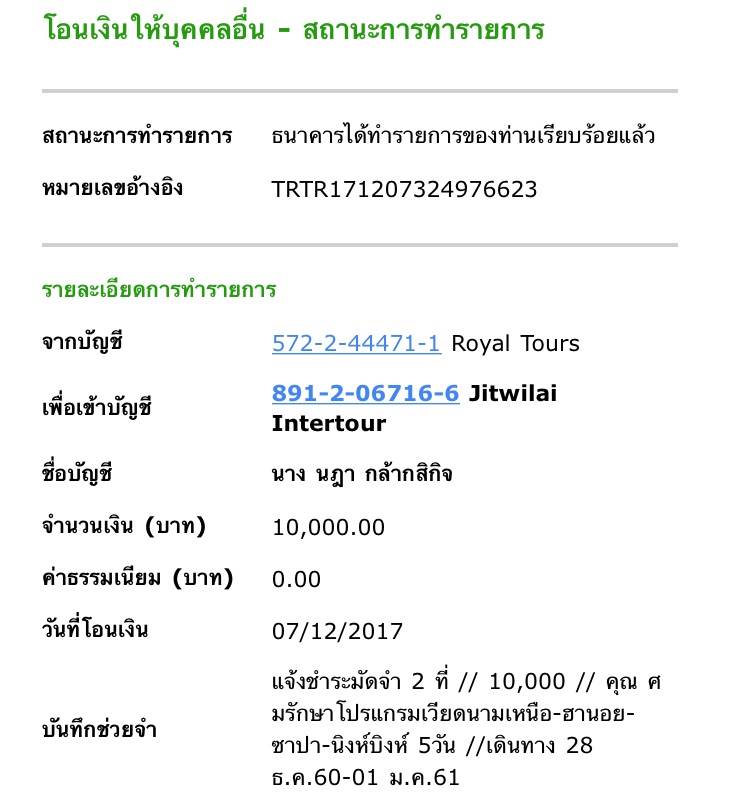 โอนเงินให้บุคคลอื่น - สถานะการทำรายการ
สถานะการทำรายการ ธนาคารได้ทำรายการของท่านเรียบร้อยแล้ว
หมายเลขอ้างอิง TRTR171207324976623
รายละเอียดการทำรายการ
จากบัญชี 572-2-44471-1 Royal Tours
เพื่อเข้าบัญชี 891-2-06716-6 Jitwilai
Intertour
ชื่อบัญชี นาง นฎา กล้ากสิกิจ
จำนวนเงิน (บาท) 10,000.00
ค่าธรรมเนียม (บาท) 0.00
วันที่โอนเงิน 07/12/2017
บันทึกช่วยจำ แจ้งชำระมัดจำ 2 ที่ // 10,000 // คุณ ศ
มรักษาโปรแกรมเวียดนามเหนือ-ฮานอย-
ซาปา-นิงห์บิงห์ 5วัน //เดินทาง 28
ธ.ค.60-01 ม.ค.61